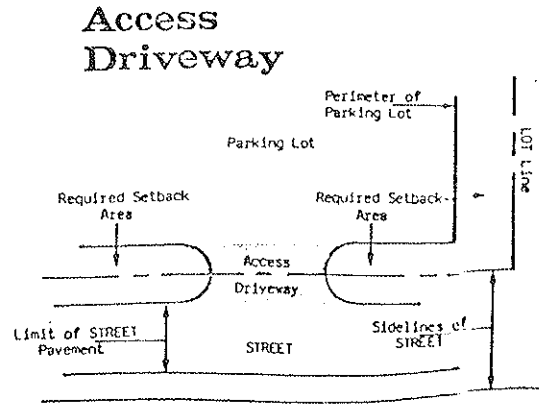 Access
Driveway
Perimeter of
Parking Lot
Parking Lot
LOT Line
Required Setback
Area
Required Setback
Area
Access
Driveway
Limit of STREET
Pavement
STREET
Sidelines of
STREET